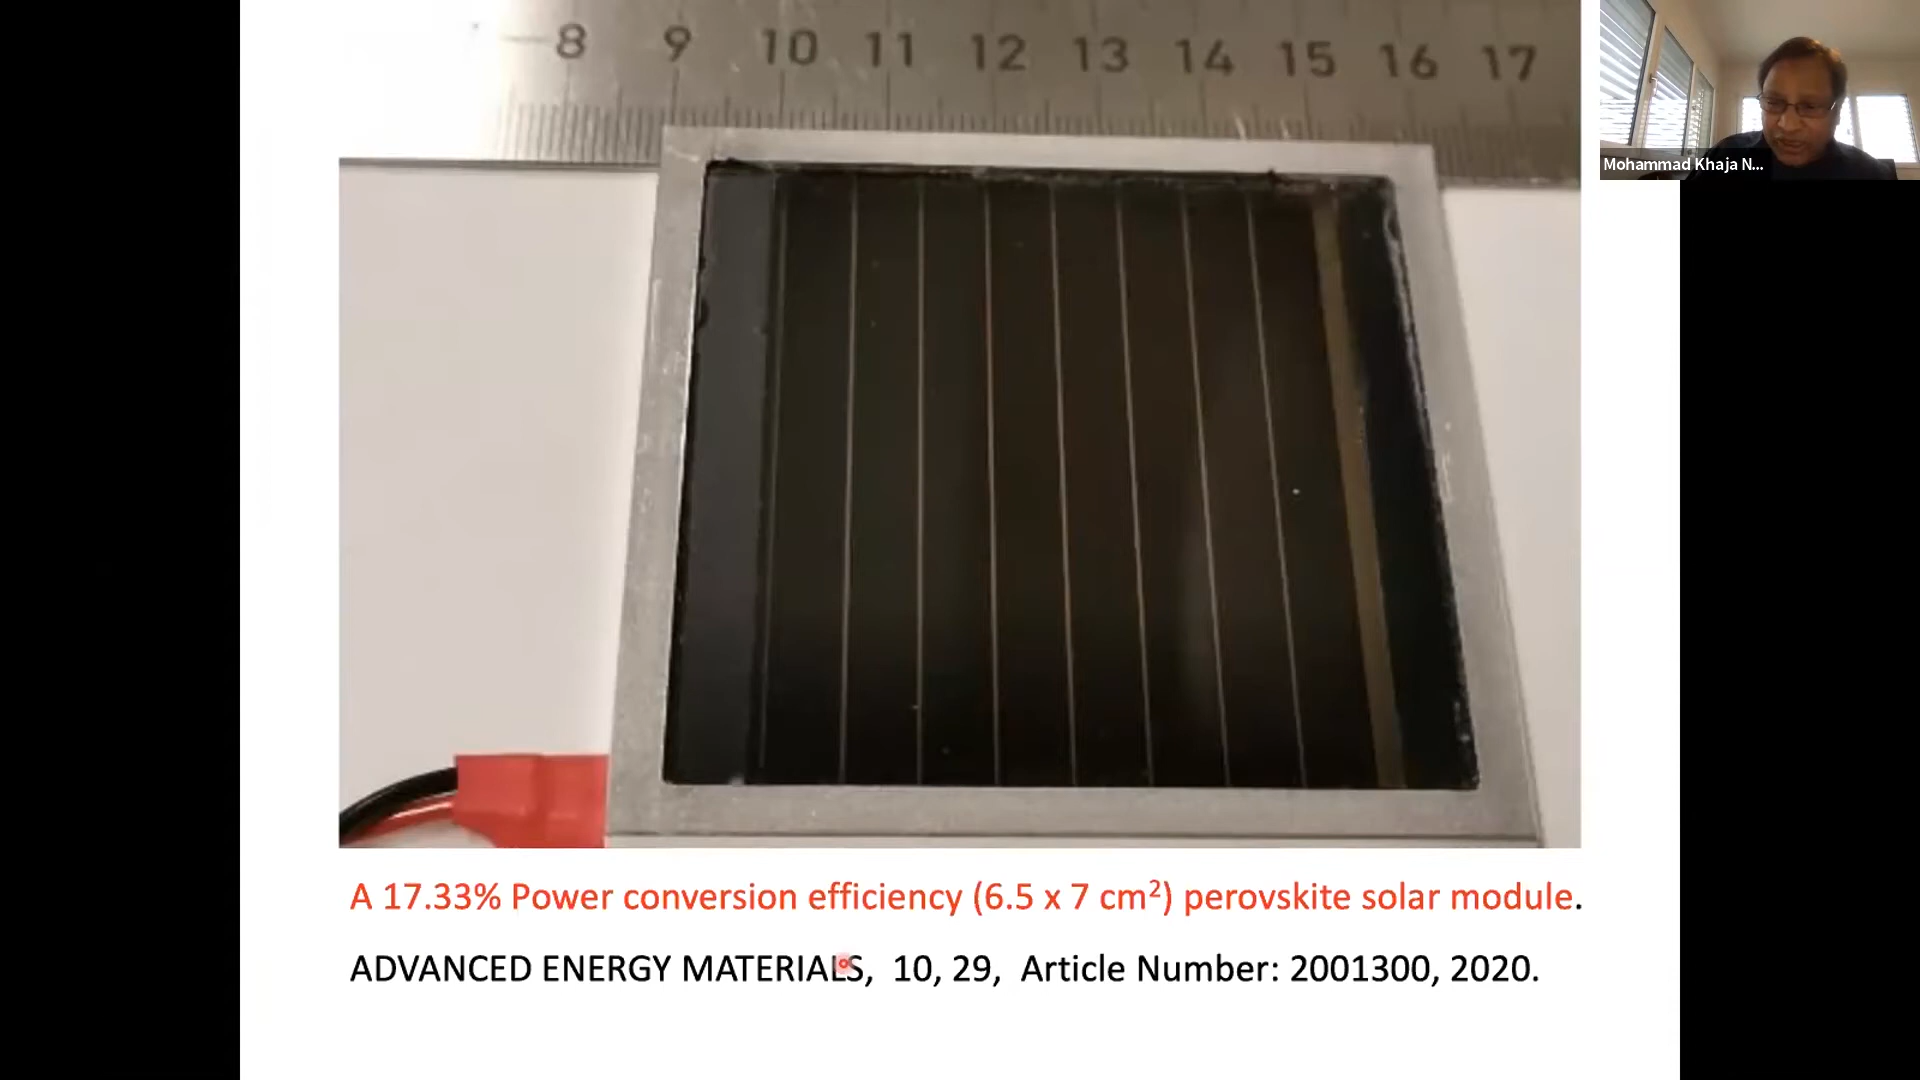 8 9 10 11 12 13 14 15 16 17
Mohammad Khaja N...
A 17.33% Power conversion efficiency (6.5 x 7 cm²) perovskite solar module.
ADVANCED ENERGY MATERIALS, 10, 29, Article Number: 2001300, 2020.